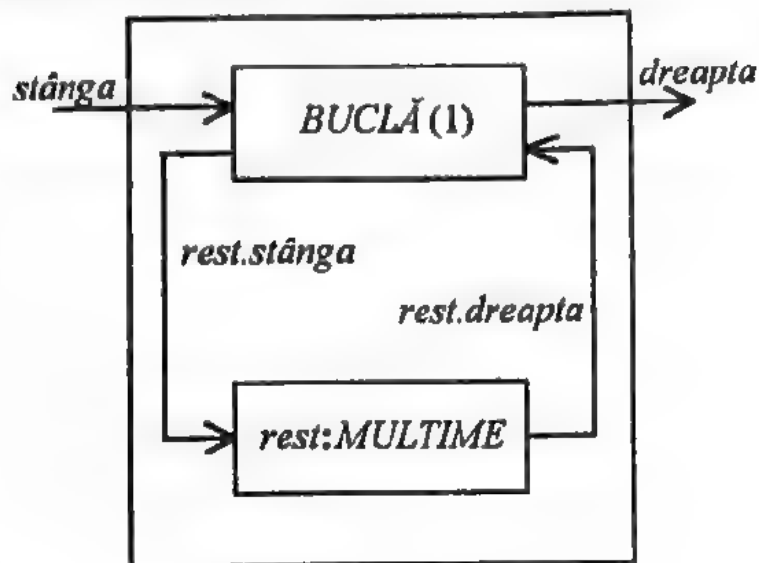 stânga
dreapta
BUCLĂ(1)
rest.stânga
rest.dreapta
rest:MULTIME